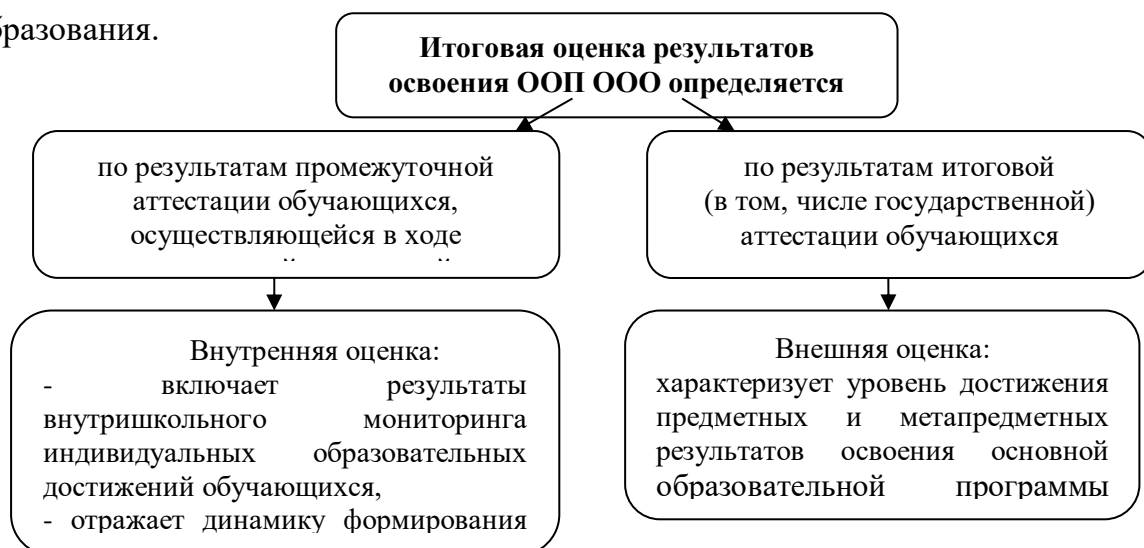 бразования.
Итоговая оценка результатов
освоения ООП ООО определяется
по результатам промежуточной
аттестации обучающихся,
осуществляющейся в ходе
по результатам итоговой
(в том, числе государственной)
аттестации обучающихся
Внутренняя оценка:
- включает результаты
внутришкольного мониторинга
индивидуальных образовательных
достижений обучающихся,
- отражает динамику формирования
Внешняя оценка:
характеризует уровень достижения
предметных и метапредметных
результатов освоения основной
образовательной программы